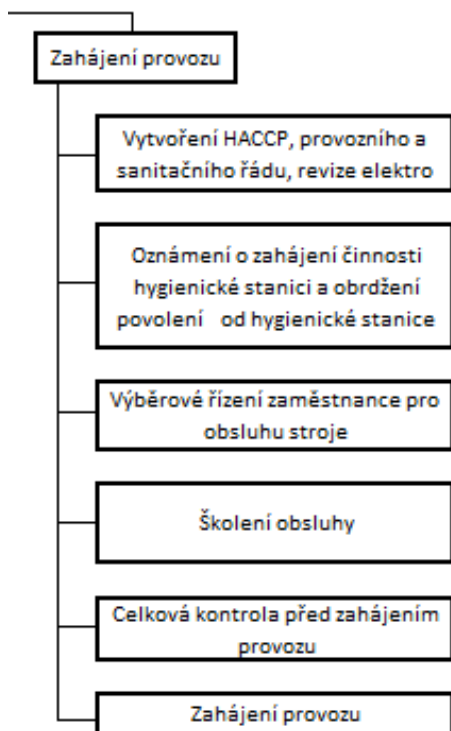 Zahájení provozu
Vytvoření HACCP, provozního a
sanitačního řádu, revize elektro
Oznámení o zahájení činnosti
hygienické stanici a obrdžení
povolení od hygienické stanice
Výběrové řízení zaměstnance pro
obsluhu stroje
Školení obsluhy
Celková kontrola před zahájením
provozu
Zahájení provozu